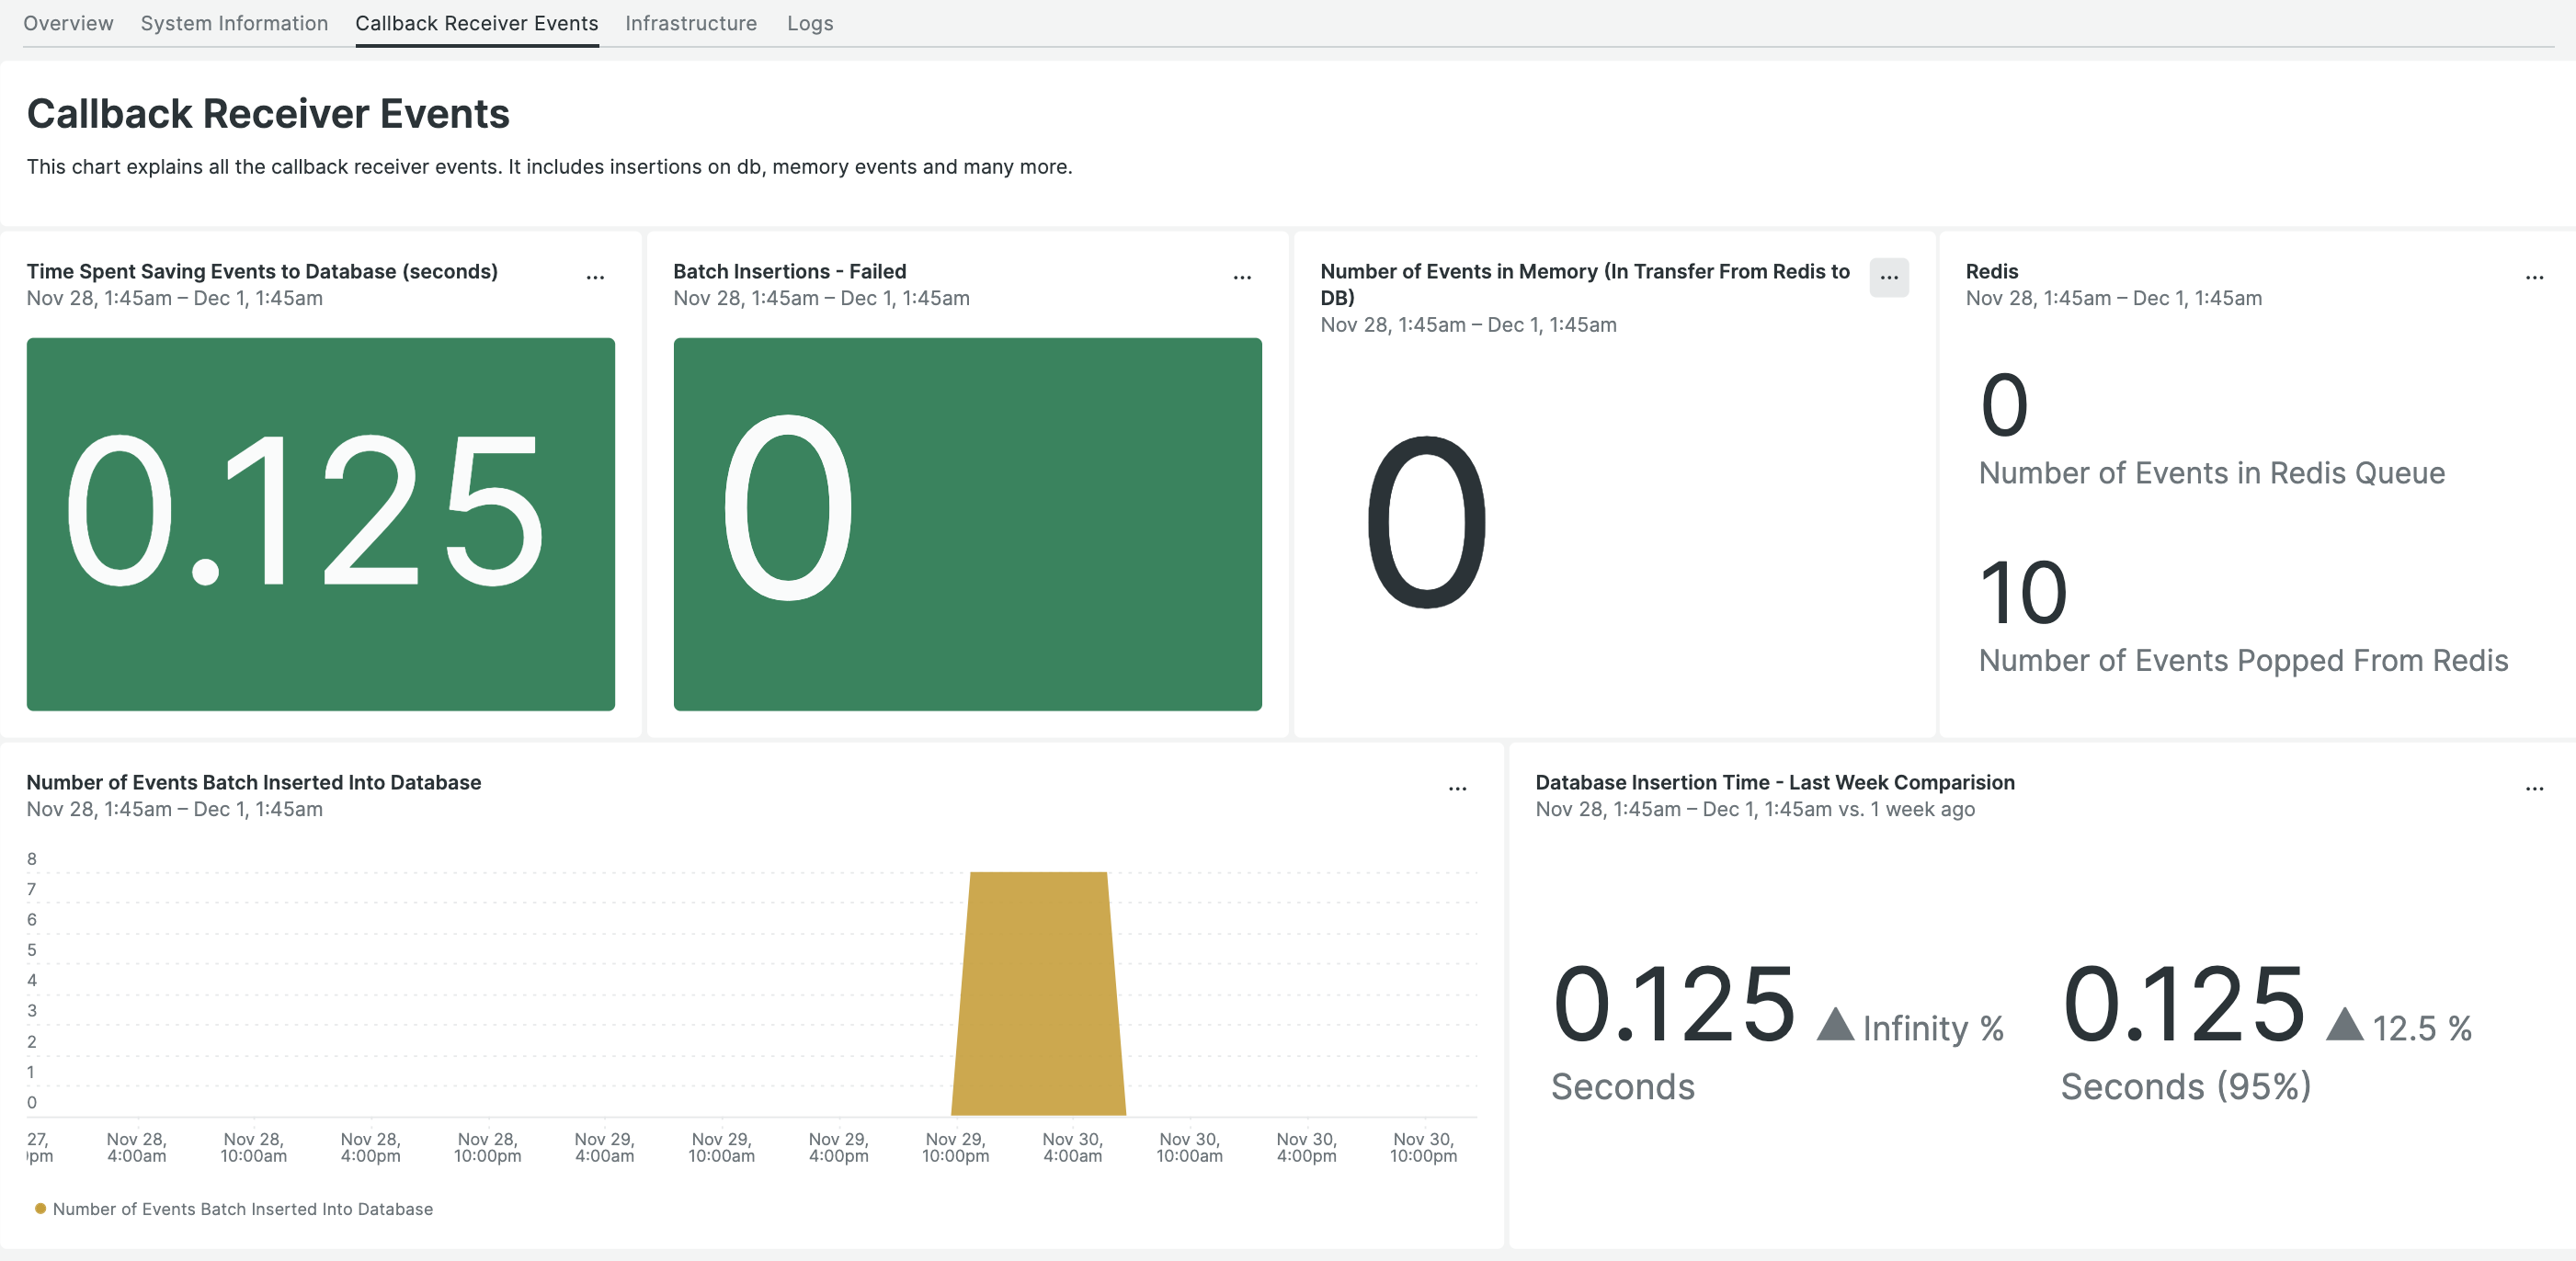 Overview System Information Callback Receiver Events Infrastructure Logs
Callback Receiver Events
This chart explains all the callback receiver events. It includes insertions on db, memory events and many more.
Time Spent Saving Events to Database (seconds)
Nov 28, 1:45am – Dec 1, 1:45am
0.125
Batch Insertions - Failed
Nov 28, 1:45am – Dec 1, 1:45am
0
Number of Events in Memory (In Transfer From Redis to
DB)
Nov 28, 1:45am – Dec 1, 1:45am
0
Redis
Nov 28, 1:45am – Dec 1, 1:45am
0
Number of Events in Redis Queue
10
Number of Events Popped From Redis
Number of Events Batch Inserted Into Database
Nov 28, 1:45am – Dec 1, 1:45am
8
7
6
5
4
3
2
1
0
27, Nov 28, Nov 28, Nov 28, Nov 28, Nov 29, Nov 29, Nov 29, Nov 29, Nov 30, Nov 30, Nov 30, Nov 30,
pm 4:00am 10:00am 4:00pm 10:00pm 4:00am 10:00am 4:00pm 10:00pm 4:00am 10:00am 4:00pm 10:00pm
Number of Events Batch Inserted Into Database
Database Insertion Time - Last Week Comparision
Nov 28, 1:45am – Dec 1, 1:45am vs. 1 week ago
0.125 Infinity %
Seconds
0.125 12.5 %
Seconds (95%)